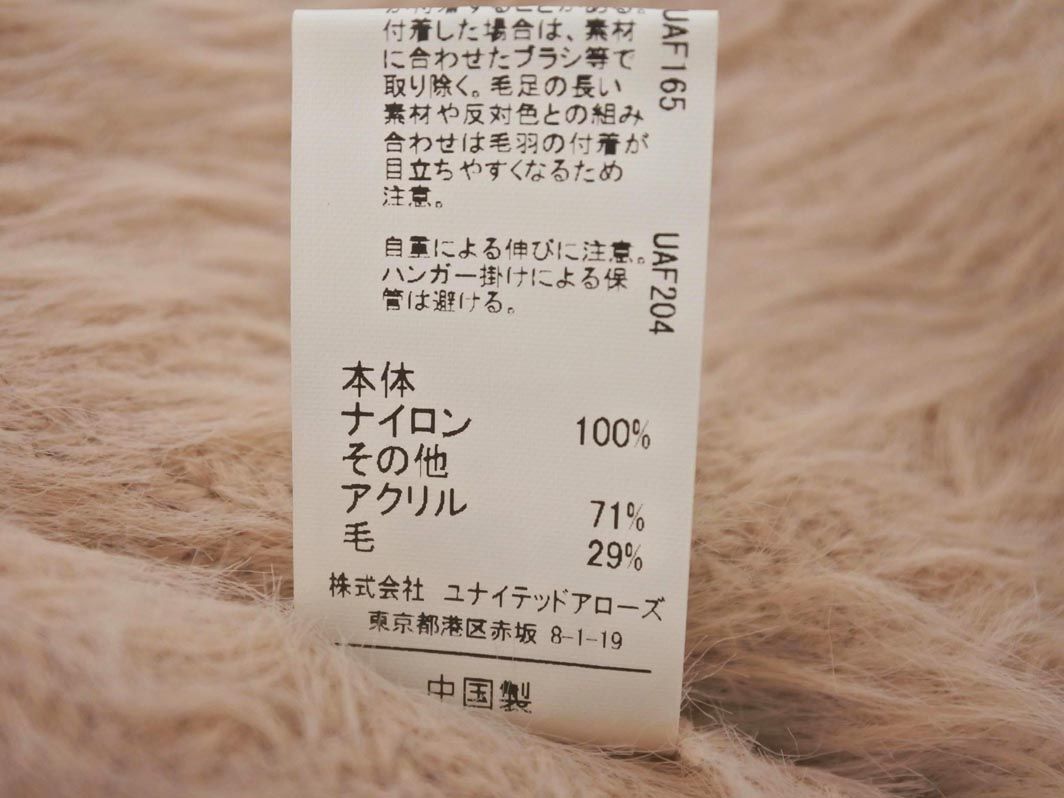 付着した場合は、素材
に合わせたブラシ等で
取り除く。毛足の長い
素材や反対色との組み
合わせは毛羽の付着が
目立ちやすくなるため
注意。
UAF165
自重による伸びに注意。
ハンガー掛けによる保
管は避ける。
UAF204
本体
ナイロン 100%
その他
アクリル 71%
毛 29%
株式会社 ユナイテッドアローズ
東京都港区赤坂 8-1-19
中国製